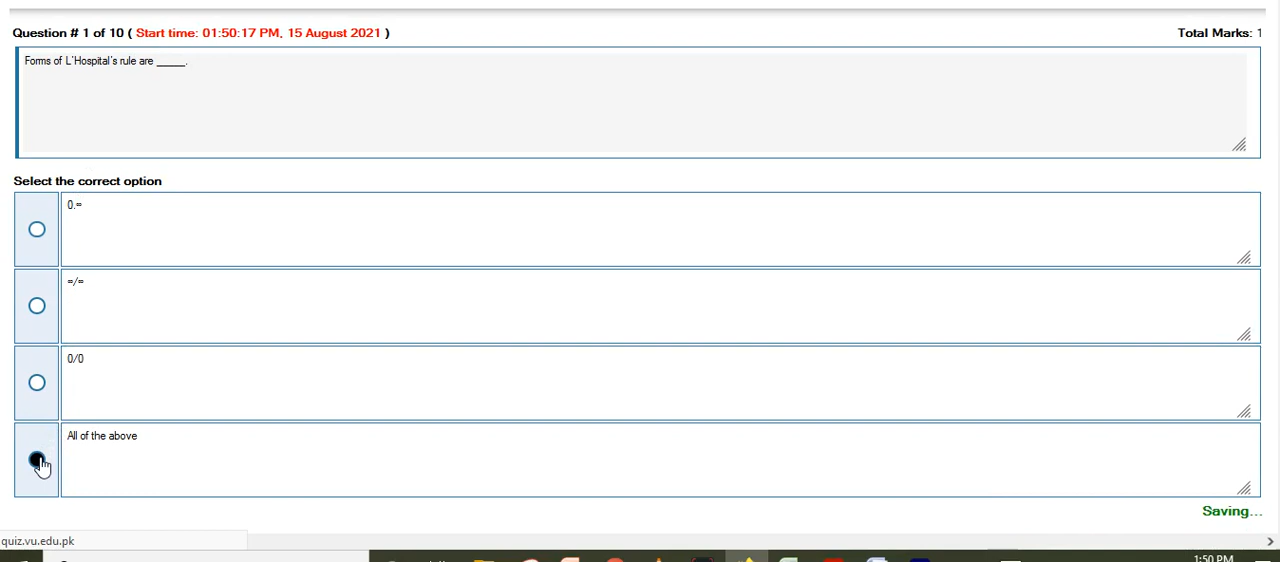 Question # 1 of 10 ( Start time: 01:50:17 PM, 15 August 2021 )
Total Marks: 1
Forms of L'Hospital's rule are _____.
Select the correct option
0.∞
∞/∞
0/0
All of the above
Saving...
quiz.vu.edu.pk
1:50 PM